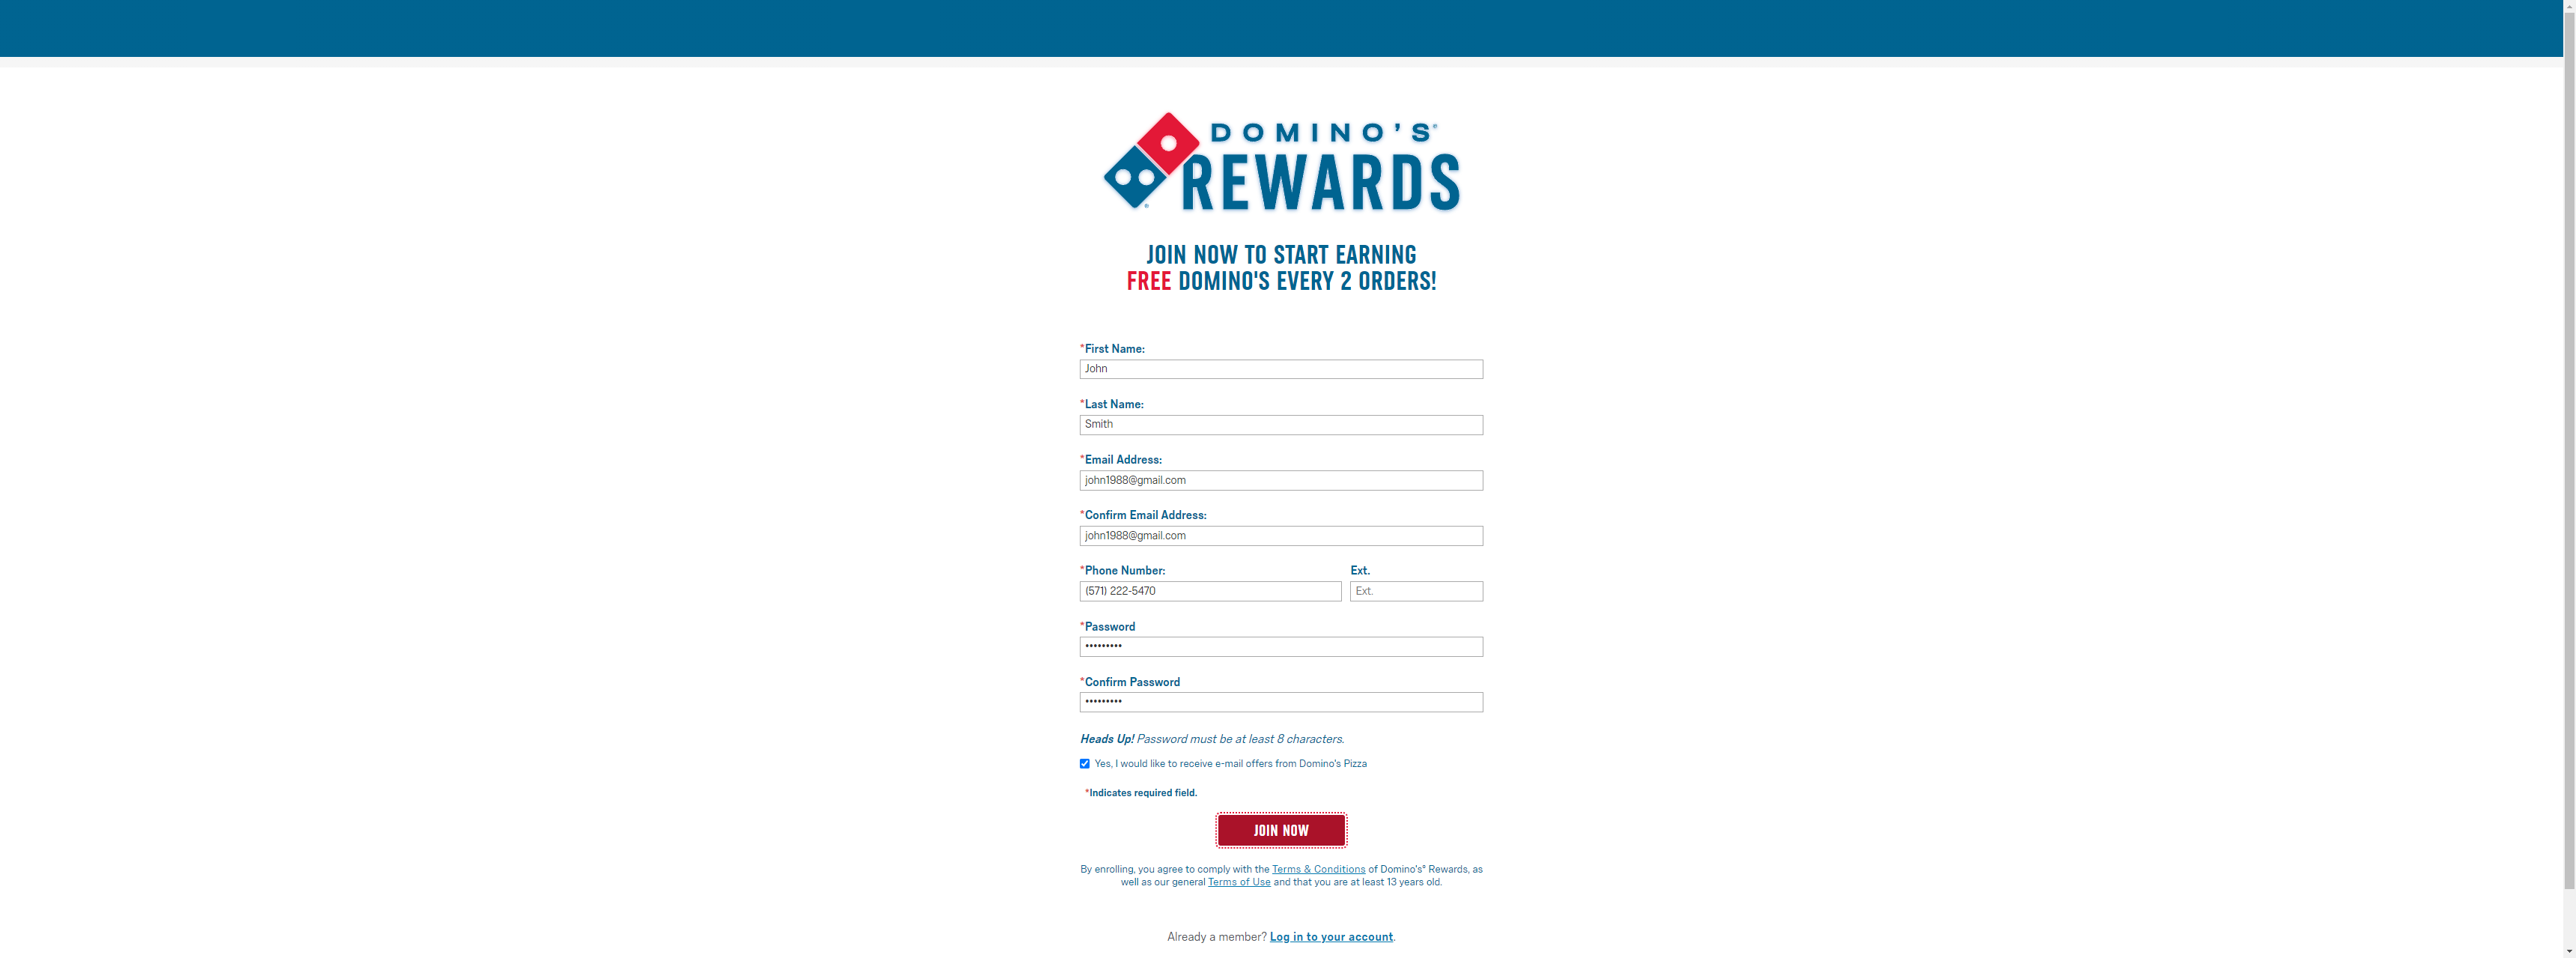 DOMINO'S®
REWARDS
®
JOIN NOW TO START EARNING
FREE DOMINO'S EVERY 2 ORDERS!
*First Name:
John
*Last Name:
Smith
*Email Address:
john1988@gmail.com
*Confirm Email Address:
john1988@gmail.com
*Phone Number: Ext.
(571) 222-5470 Ext.
*Password
•••••••••
*Confirm Password
•••••••••
Heads Up! Password must be at least 8 characters.
Yes, I would like to receive e-mail offers from Domino's Pizza
*Indicates required field.
JOIN NOW
By enrolling, you agree to comply with the Terms & Conditions of Domino's® Rewards, as
well as our general Terms of Use and that you are at least 13 years old.
Already a member? Log in to your account.